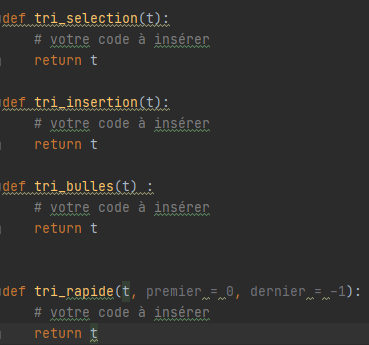 def tri_selection(t):
    # votre code à insérer
    return t
def tri_insertion(t):
    # votre code à insérer
    return t
def tri_bulles(t) :
    # votre code à insérer
    return t
def tri_rapide(t, premier = 0, dernier = -1):
    # votre code à insérer
    return t